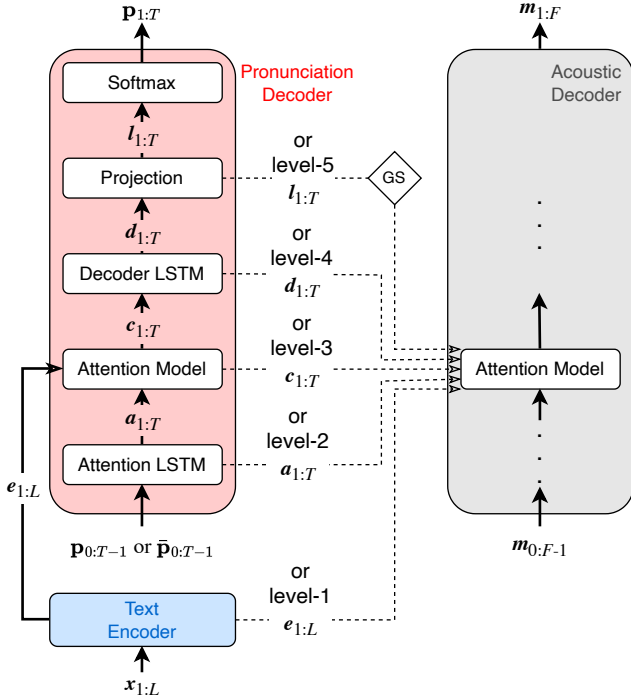 p1:T
m1:F
Softmax
Pronunciation
Decoder
Acoustic
Decoder
l1:T
or
level-5
l1:T
Projection
GS
d1:T
or
level-4
d1:T
Decoder LSTM
c1:T
or
level-3
c1:T
Attention Model
Attention Model
a1:T
or
level-2
a1:T
Attention LSTM
e1:L
p0:T−1 or p̄0:T−1
m0:F-1
or
level-1
e1:L
Text
Encoder
x1:L